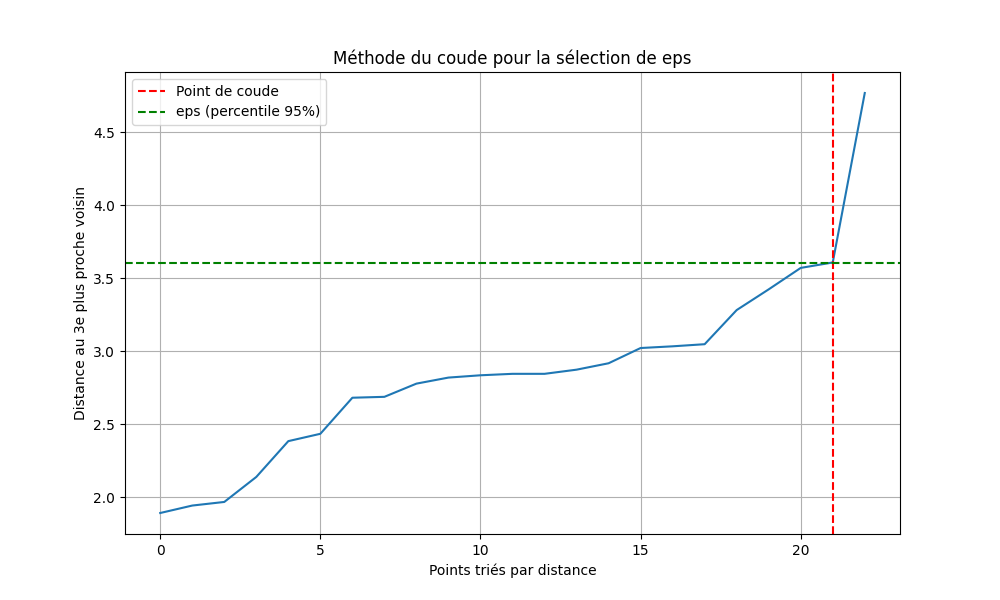 Méthode du coude pour la sélection de eps
Point de coude
eps (percentile 95%)
Distance au 3e plus proche voisin
4.5
4.0
3.5
3.0
2.5
2.0
0 5 10 15 20
Points triés par distance